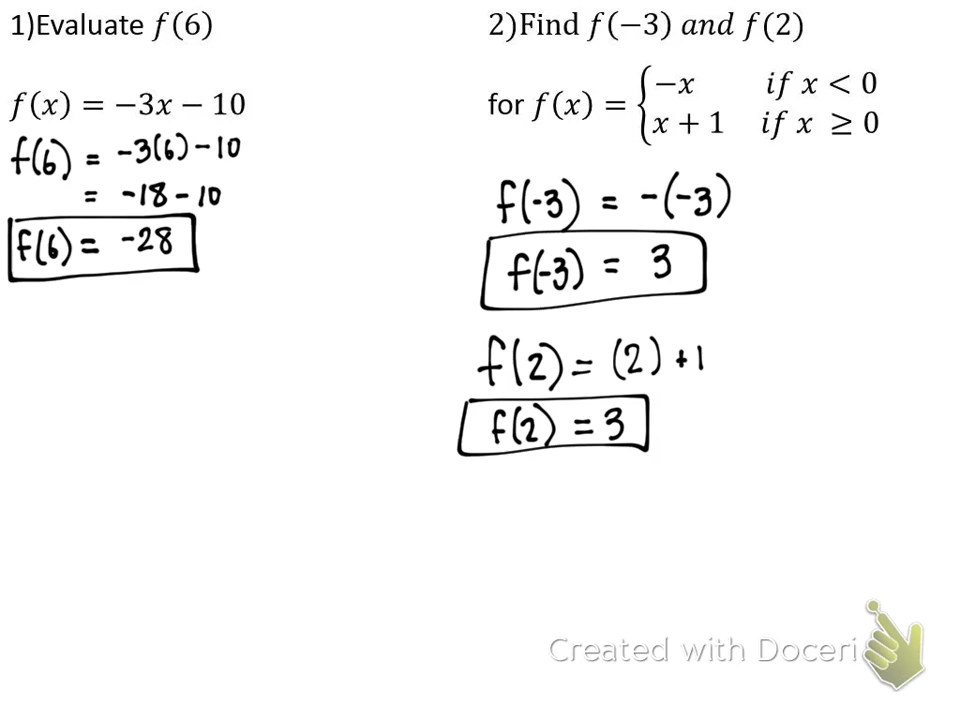 1)Evaluate f(6)
f(x) = −3x − 10
f(6) = -3(6) - 10
= -18 - 10
f(6) = -28
2)Find f(−3) and f(2)
for f(x) = {−x if x < 0
x + 1 if x ≥ 0
f(-3) = -(-3)
f(-3) = 3
f(2) = (2) + 1
f(2) = 3
Created with Doceri